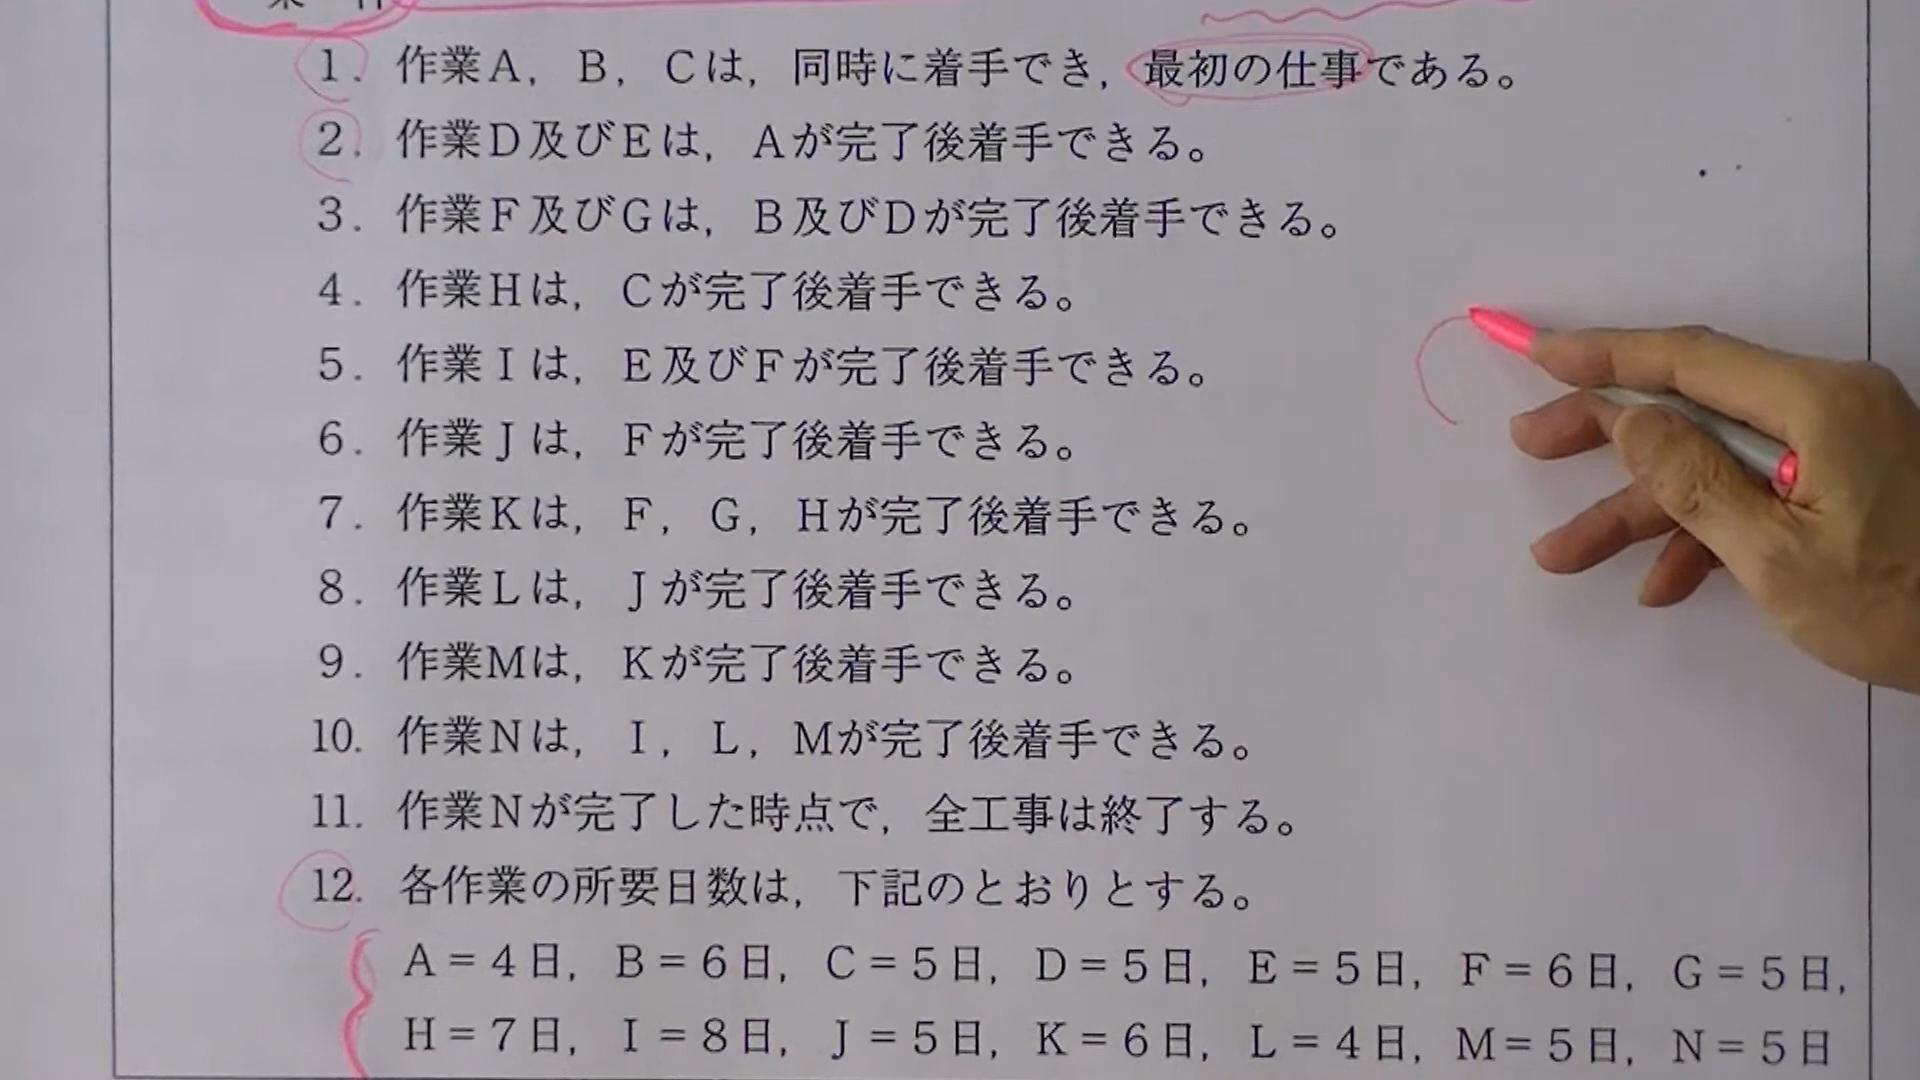 1. 作業A，B，Cは，同時に着手でき，最初の仕事である。
2. 作業D及びEは，Aが完了後着手できる。
3. 作業F及びGは，B及びDが完了後着手できる。
4. 作業Hは，Cが完了後着手できる。
5. 作業Iは，E及びFが完了後着手できる。
6. 作業Jは，Fが完了後着手できる。
7. 作業Kは，F，G，Hが完了後着手できる。
8. 作業Lは，Jが完了後着手できる。
9. 作業Mは，Kが完了後着手できる。
10. 作業Nは，I，L，Mが完了後着手できる。
11. 作業Nが完了した時点で，全工事は終了する。
12. 各作業の所要日数は，下記のとおりとする。
A＝4日，B＝6日，C＝5日，D＝5日，E＝5日，F＝6日，G＝5日，
H＝7日，I＝8日，J＝5日，K＝6日，L＝4日，M＝5日，N＝5日